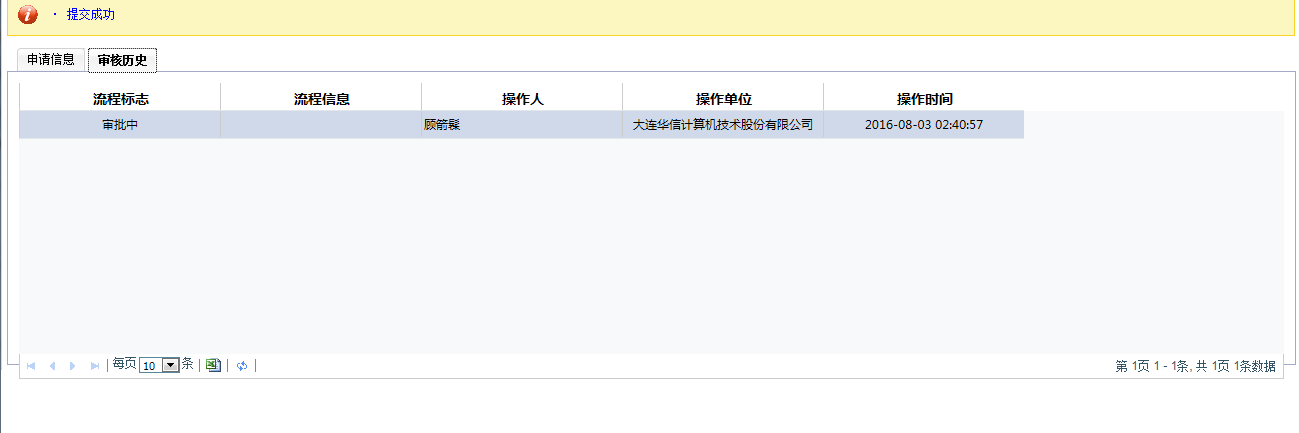 · 提交成功
申请信息 审核历史
流程标志 流程信息 操作人 操作单位 操作时间
审批中 顾箭髹 大连华信计算机技术股份有限公司 2016-08-03 02:40:57
每页 10 条 第 1页 1 - 1条, 共 1页 1条数据